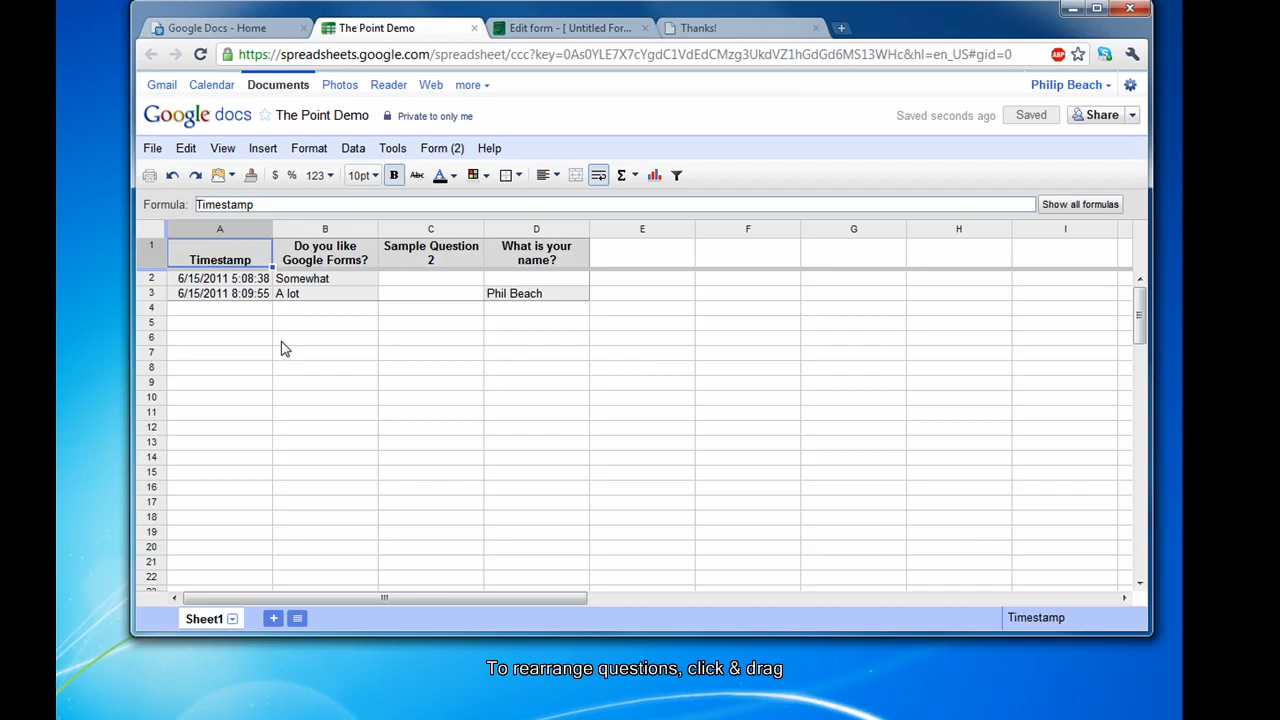 Google Docs - Home
The Point Demo
Edit form - [ Untitled For...
Thanks!
https://spreadsheets.google.com/spreadsheet/ccc?key=0As0YLE7X7cYgdC1VdEdCMzg3UkdVZ1hGdGd6MS13WHc&hl=en_US#gid=0
ABP
Gmail Calendar Documents Photos Reader Web more
Philip Beach
Google docs The Point Demo Private to only me
Saved seconds ago Saved Share
File Edit View Insert Format Data Tools Form (2) Help
$ % 123 10pt B Abc A Σ
Formula: Timestamp Show all formulas
A B C D E F G H I
1 Timestamp
Do you like
Google Forms?
Sample Question
2
What is your
name?
2 6/15/2011 5:08:38 Somewhat
3 6/15/2011 8:09:55 A lot Phil Beach
4
5
6
7
8
9
10
11
12
13
14
15
16
17
18
19
20
21
22
Sheet1
Timestamp
To rearrange questions, click & drag